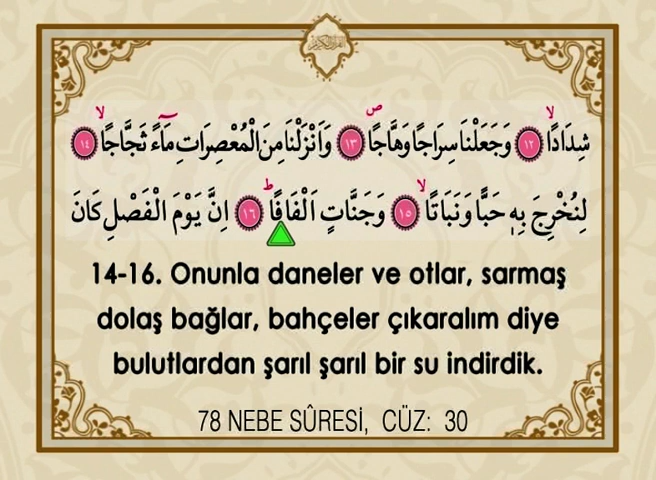 شِدَادًاۙ ﴿١٢﴾ وَجَعَلْنَا سِرَاجًا وَهَّاجًاۖ ﴿١٣﴾ وَاَنْزَلْنَا مِنَ الْمُعْصِرَاتِ مَٓاءً ثَجَّاجًاۙ ﴿١٤﴾
لِنُخْرِجَ بِه۪ حَبًّا وَنَبَاتًاۙ ﴿١٥﴾ وَجَنَّاتٍ اَلْفَافًاۜ ﴿١٦﴾ اِنَّ يَوْمَ الْفَصْلِ كَانَ
14-16. Onunla daneler ve otlar, sarmaş
dolaş bağlar, bahçeler çıkaralım diye
bulutlardan şarıl şarıl bir su indirdik.
78 NEBE SÛRESİ, CÜZ: 30